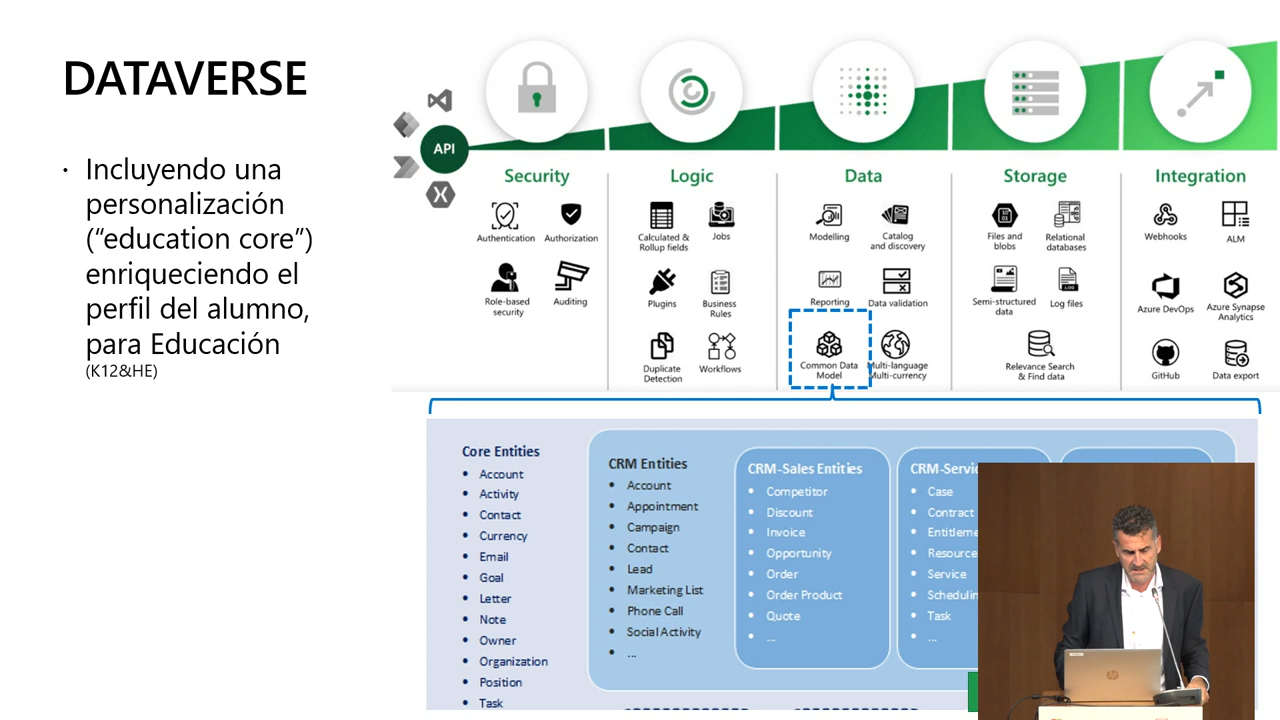 DATAVERSE
• Incluyendo una
personalización
(“education core”)
enriqueciendo el
perfil del alumno,
para Educación
(K12&HE)
API
Security
Authentication
Authorization
Role-based
security
Auditing
Logic
Calculated &
Rollup fields
Jobs
Plugins
Business
Rules
Duplicate
Detection
Workflows
Data
Modelling
Catalog
and discovery
Reporting
Data validation
Common Data
Model
Multi-language
Multi-currency
Storage
Files and
blobs
Relational
databases
Semi-structured
data
LOG
Log files
Relevance Search
& Find data
Integration
Webhooks
ALM
Azure DevOps
Azure Synapse
Analytics
GitHub
Data export
Core Entities
• Account
• Activity
• Contact
• Currency
• Email
• Goal
• Letter
• Note
• Owner
• Organization
• Position
• Task
CRM Entities
• Account
• Appointment
• Campaign
• Contact
• Lead
• Marketing List
• Phone Call
• Social Activity
• ...
CRM-Sales Entities
• Competitor
• Discount
• Invoice
• Opportunity
• Order
• Order Product
• Quote
• ...
CRM-Servic
• Case
• Contract
• Entitleme
• Resource
• Service
• Schedulin
• Task
• ...
hp